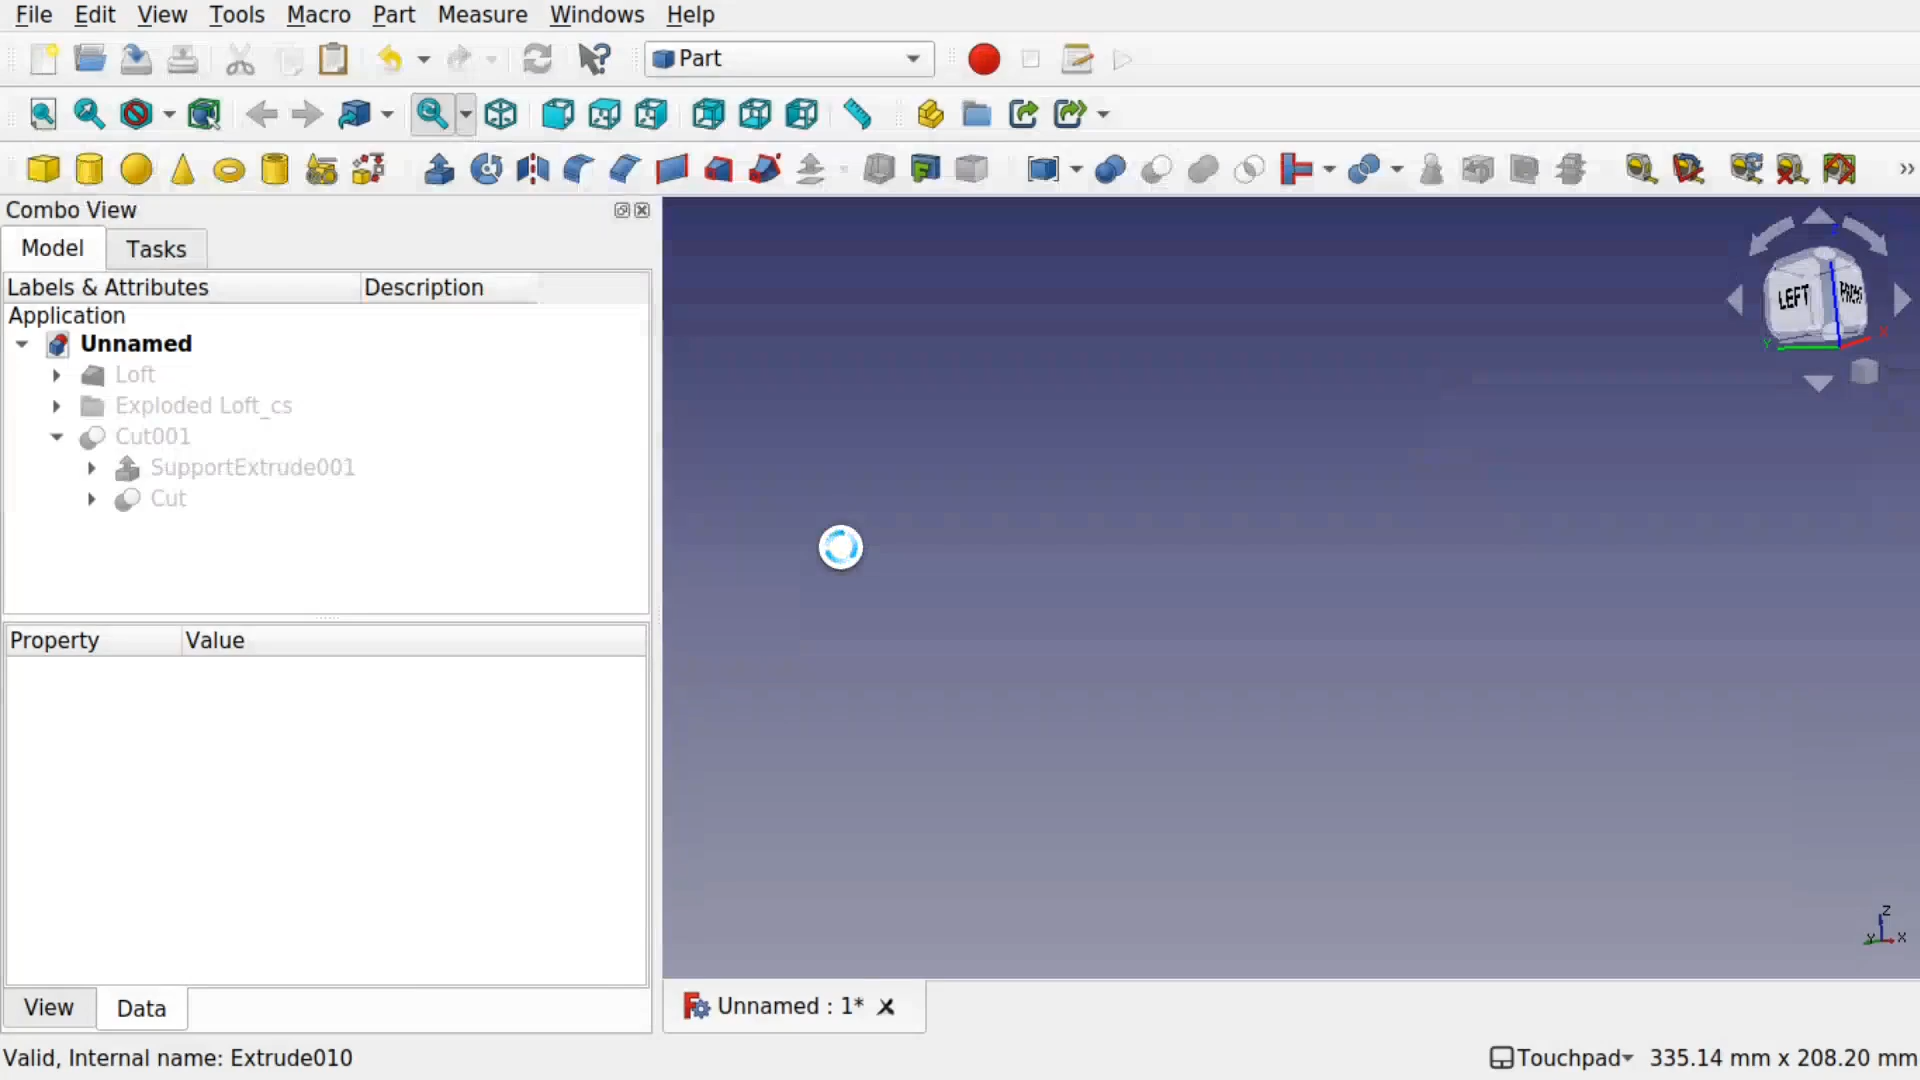 File Edit View Tools Macro Part Measure Windows Help
Part
Combo View
Model Tasks
Labels & Attributes Description
Application
Unnamed
Loft
Exploded Loft_cs
Cut001
SupportExtrude001
Cut
Property Value
View Data
LEFT
Z
Y
X
Z
Y X
Unnamed : 1*
Valid, Internal name: Extrude010
Touchpad 335.14 mm x 208.20 mm